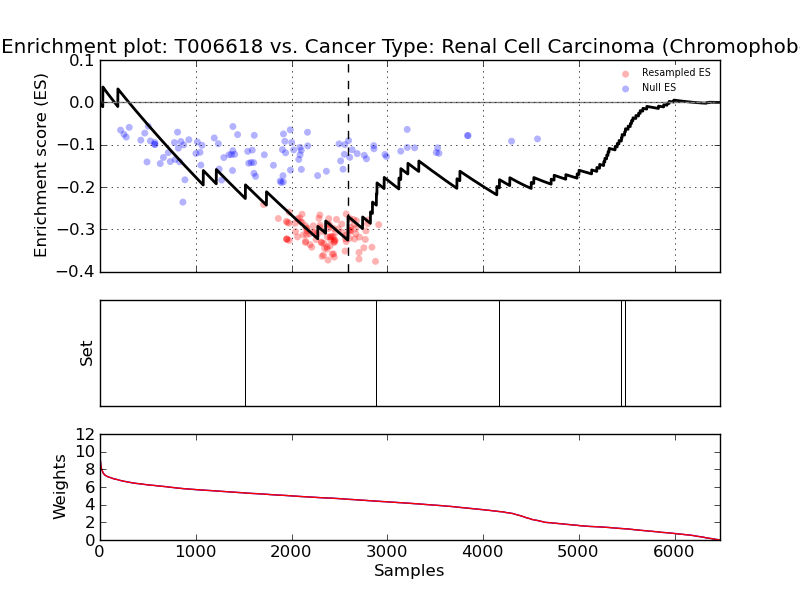 Enrichment plot: T006618 vs. Cancer Type: Renal Cell Carcinoma (Chromophob
Enrichment score (ES)
0.1
0.0
−0.1
−0.2
−0.3
−0.4
Resampled ES
Null ES
Set
Weights
12
10
8
6
4
2
0
0 1000 2000 3000 4000 5000 6000
Samples